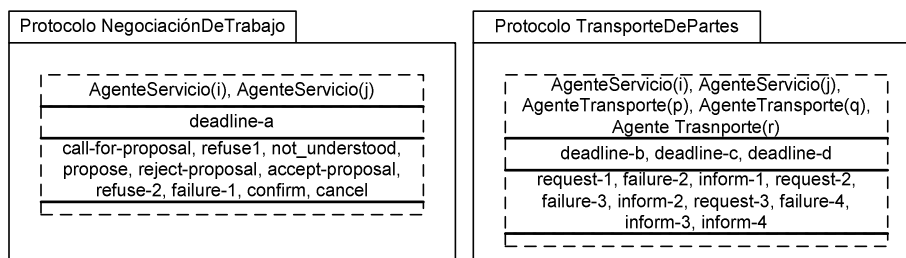 Protocolo NegociaciónDeTrabajo
AgenteServicio(i), AgenteServicio(j)
deadline-a
call-for-proposal, refuse1, not_understood,
propose, reject-proposal, accept-proposal,
refuse-2, failure-1, confirm, cancel
Protocolo TransporteDePartes
AgenteServicio(i), AgenteServicio(j),
AgenteTransporte(p), AgenteTransporte(q),
Agente Trasnporte(r)
deadline-b, deadline-c, deadline-d
request-1, failure-2, inform-1, request-2,
failure-3, inform-2, request-3, failure-4,
inform-3, inform-4